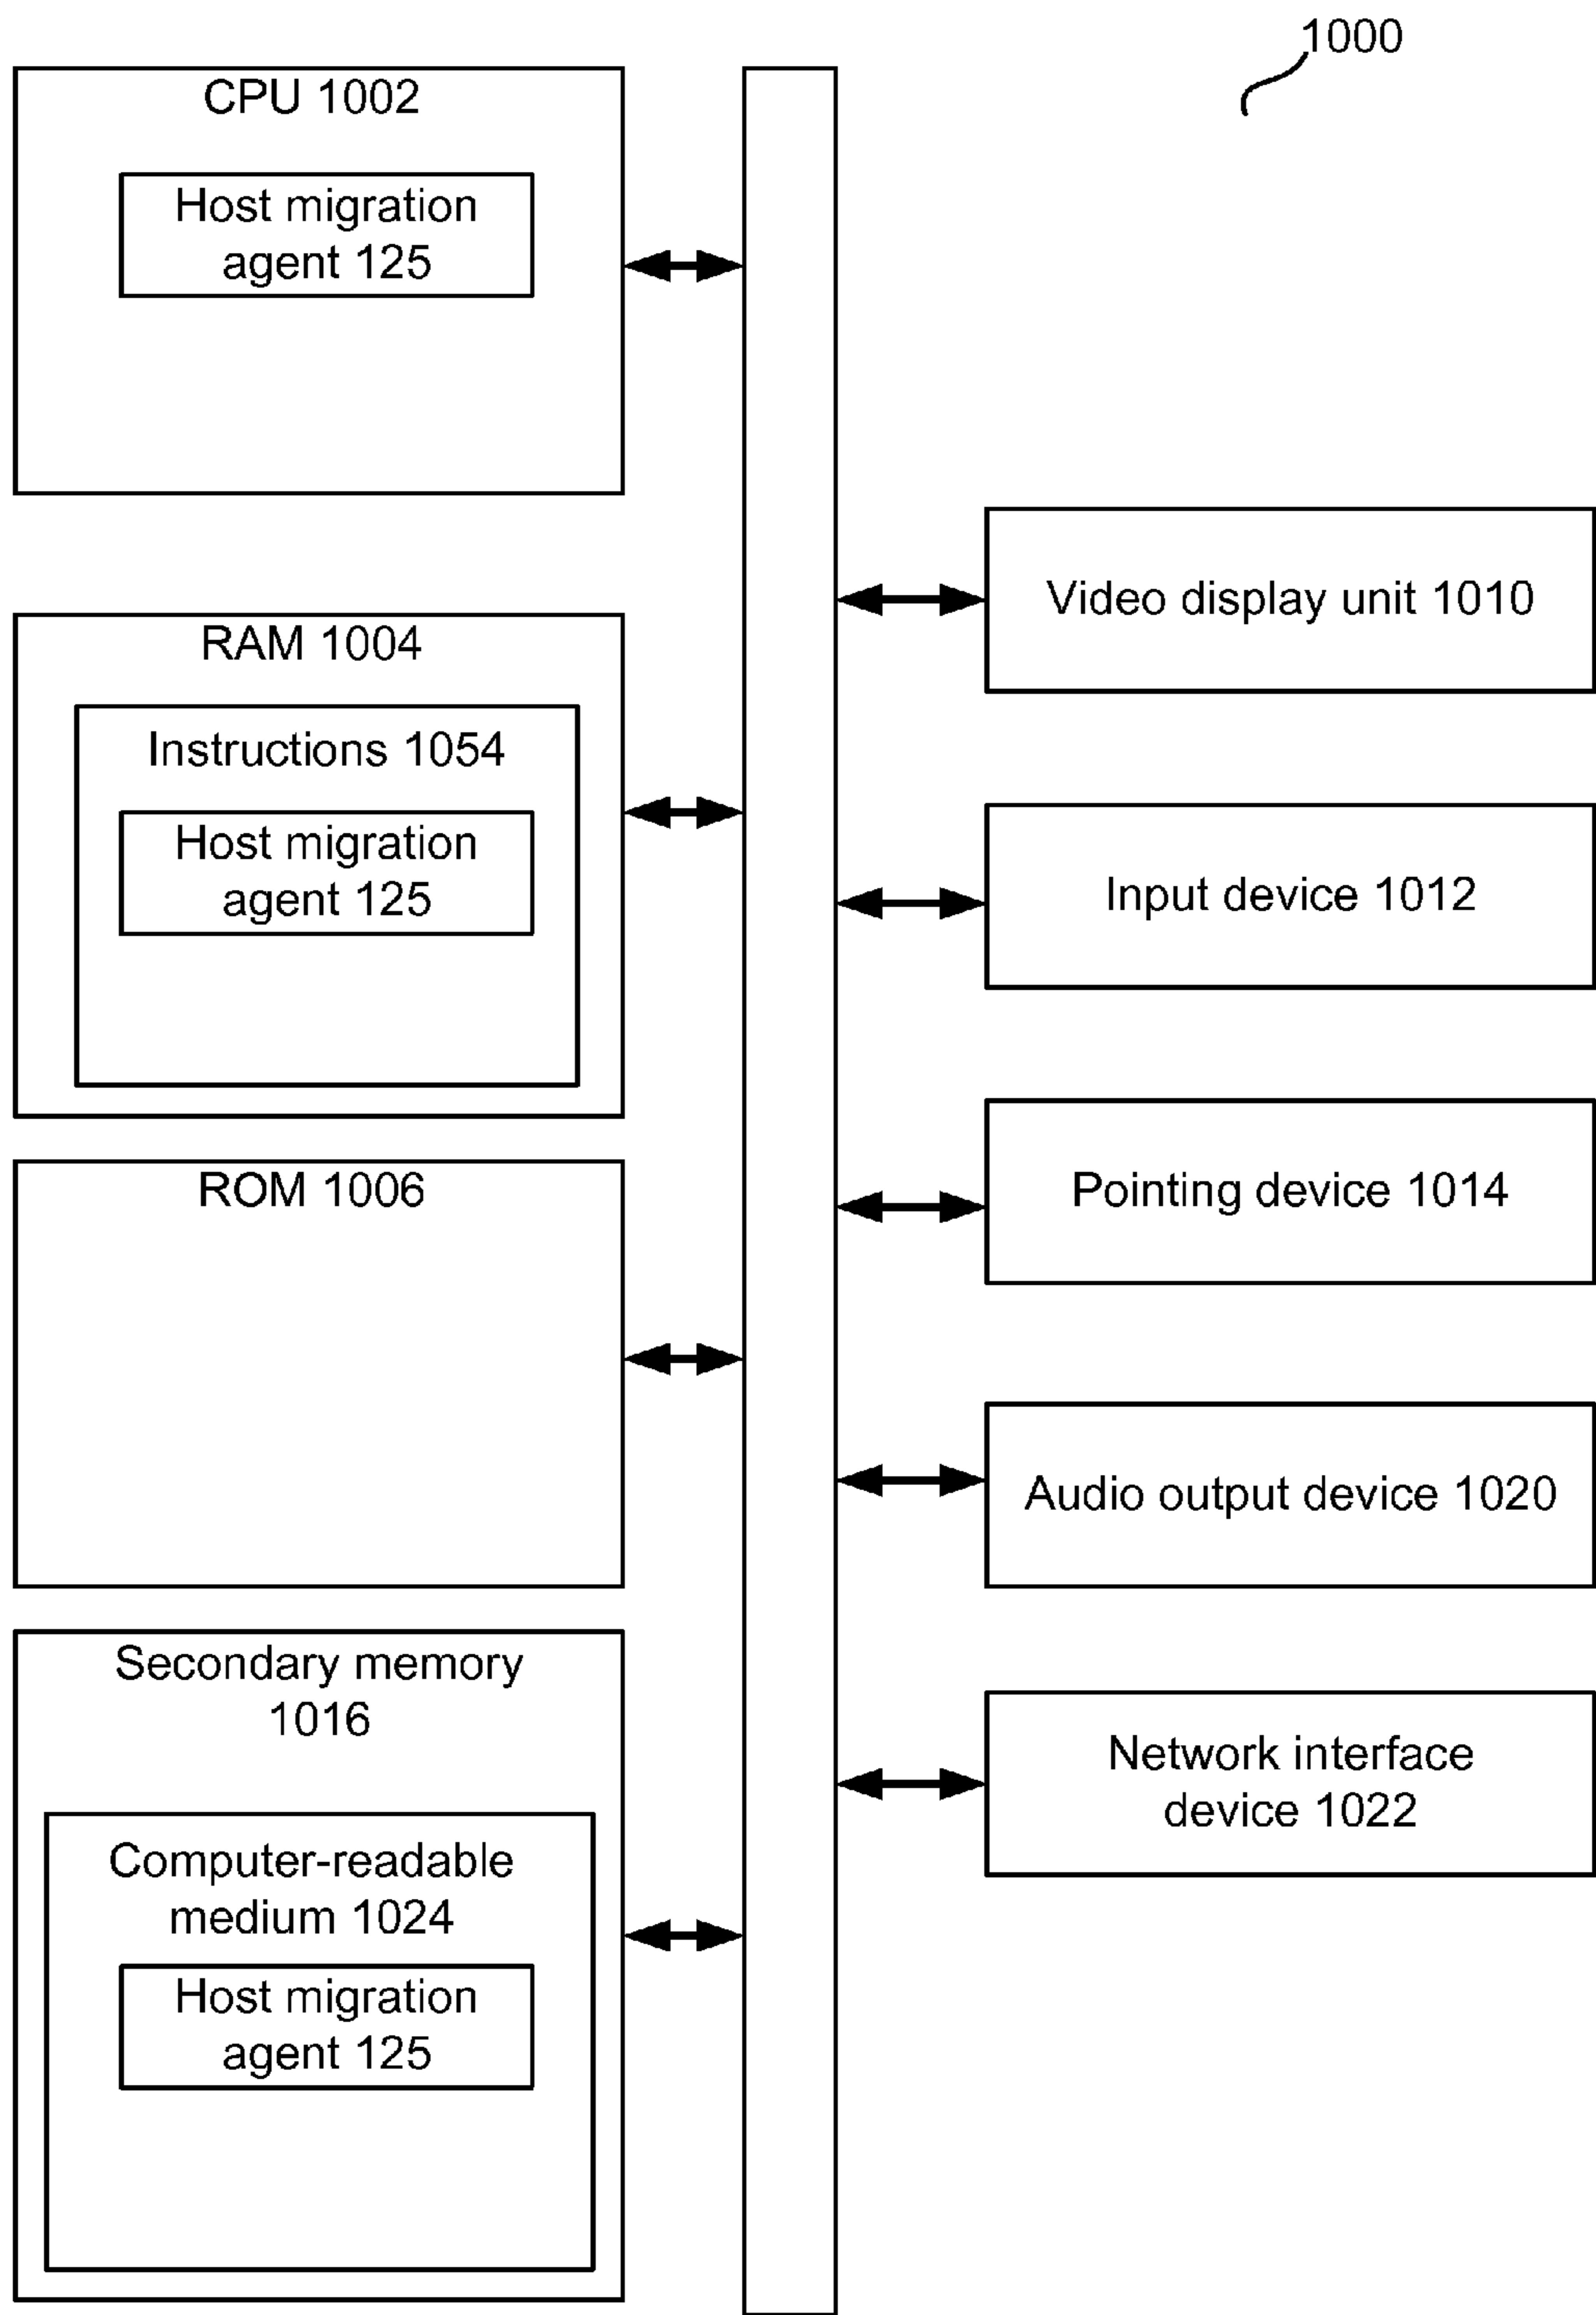 1000
CPU 1002
Host migration
agent 125
RAM 1004
Instructions 1054
Host migration
agent 125
ROM 1006
Secondary memory
1016
Computer-readable
medium 1024
Host migration
agent 125
Video display unit 1010
Input device 1012
Pointing device 1014
Audio output device 1020
Network interface
device 1022